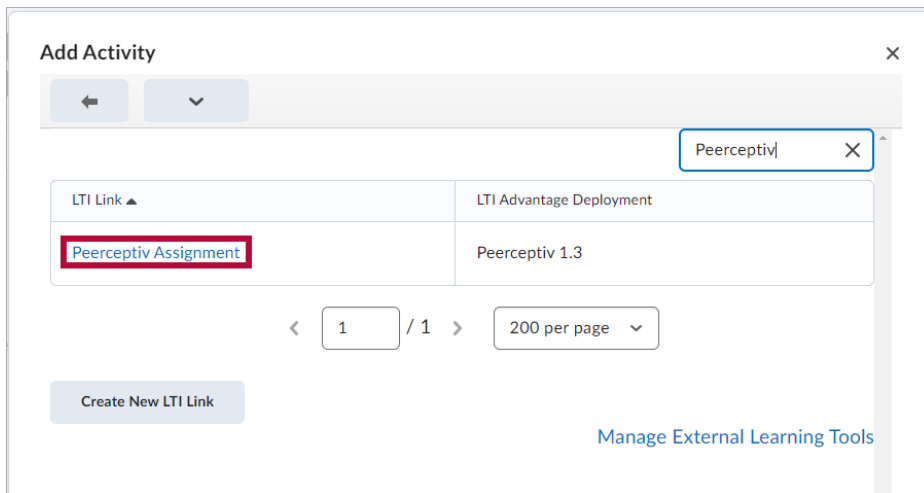 Add Activity
Peerceptiv
LTI Link
LTI Advantage Deployment
Peerceptiv Assignment
Peerceptiv 1.3
1 / 1
200 per page
Create New LTI Link
Manage External Learning Tools